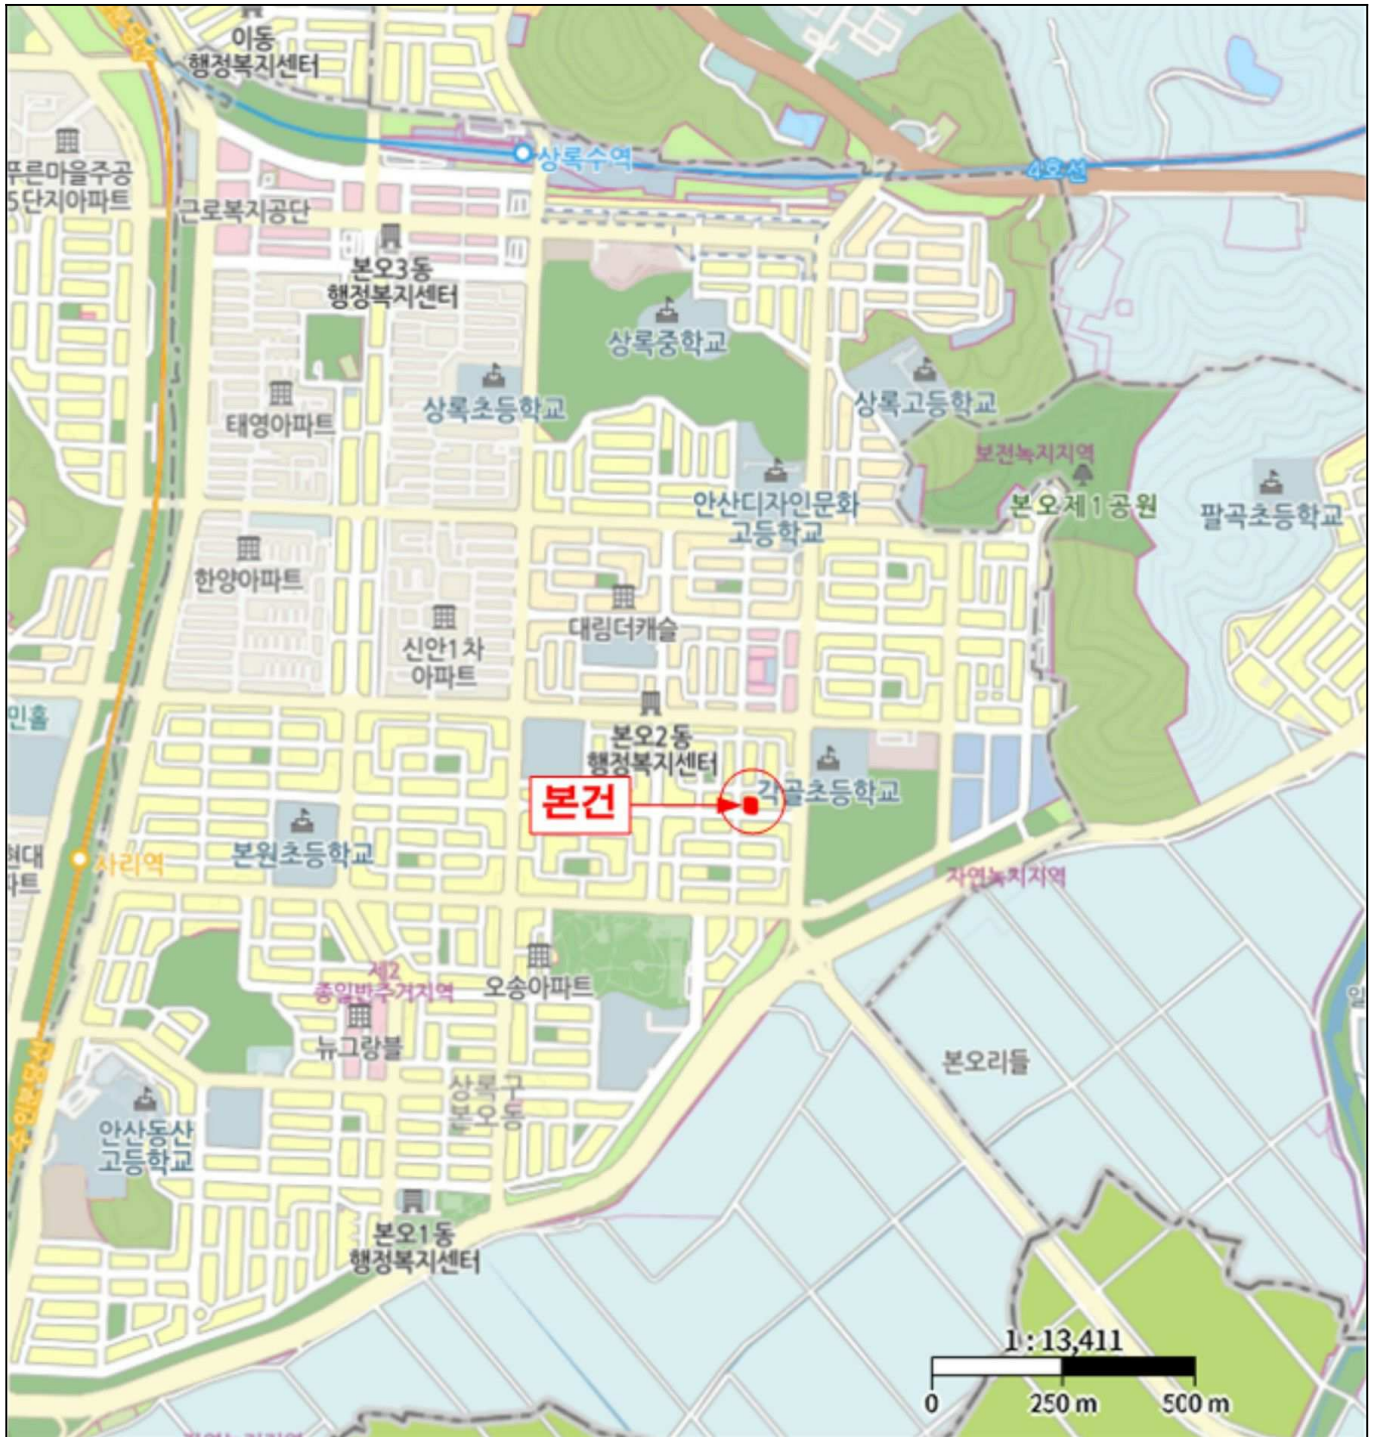 이동
행정복지센터
상록수역
4호선
푸른마을주공
5단지아파트
근로복지공단
본오3동
행정복지센터
상록중학교
상록초등학교
상록고등학교
태영아파트
보전녹지지역
본오제1공원
안산디자인문화
고등학교
팔곡초등학교
한양아파트
대림더캐슬
신안1차
아파트
민홀
본오2동
행정복지센터
본건
각골초등학교
본원초등학교
사리역
자연녹지지역
제2
종일반주거지역
오송아파트
뉴그랑블
본오리들
상록구
본오동
안산동산
고등학교
본오1동
행정복지센터
1 : 13,411
0 250 m 500 m